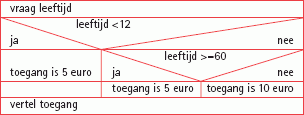 vraag leeftijd
leeftijd <12
ja nee
leeftijd >=60
toegang is 5 euro ja nee
toegang is 5 euro toegang is 10 euro
vertel toegang